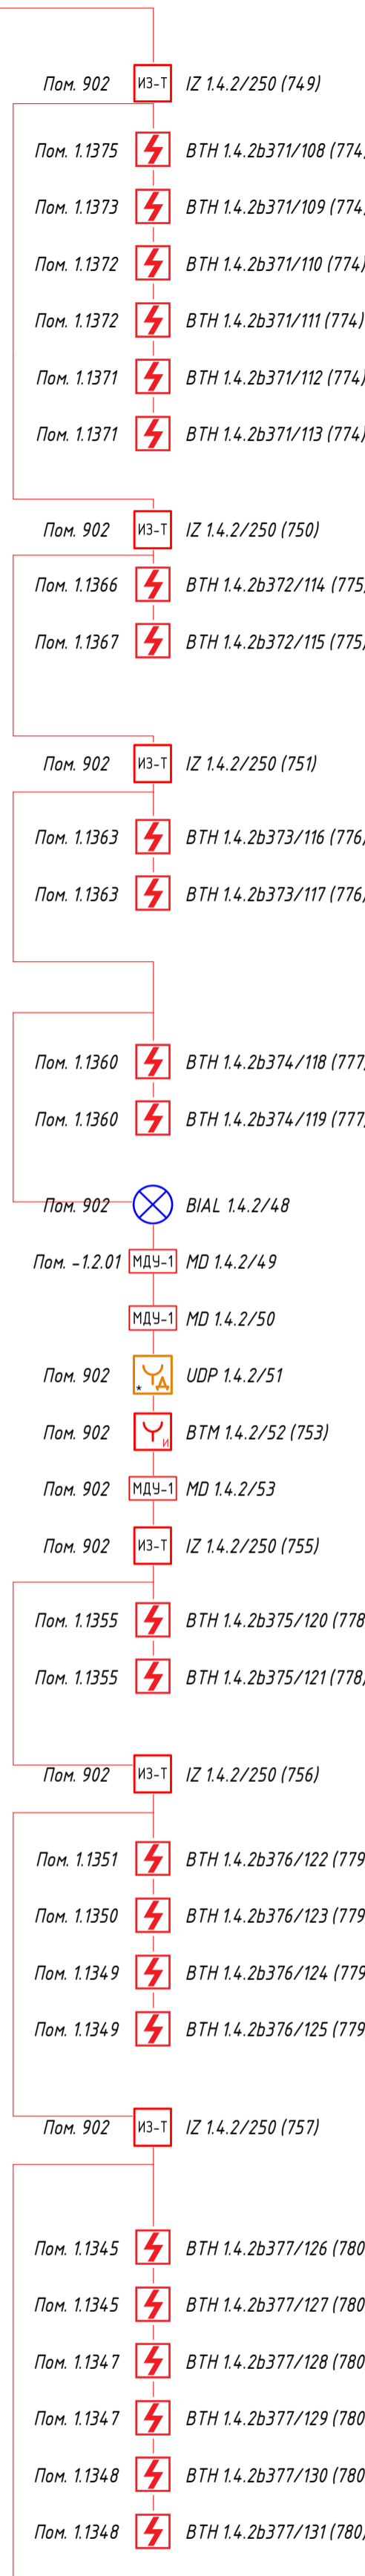 Пом. 902 ИЗ-Т IZ 1.4.2/250 (749)
Пом. 1.1375 BTH 1.4.2b371/108 (774)
Пом. 1.1373 BTH 1.4.2b371/109 (774)
Пом. 1.1372 BTH 1.4.2b371/110 (774)
Пом. 1.1372 BTH 1.4.2b371/111 (774)
Пом. 1.1371 BTH 1.4.2b371/112 (774)
Пом. 1.1371 BTH 1.4.2b371/113 (774)
Пом. 902 ИЗ-Т IZ 1.4.2/250 (750)
Пом. 1.1366 BTH 1.4.2b372/114 (775)
Пом. 1.1367 BTH 1.4.2b372/115 (775)
Пом. 902 ИЗ-Т IZ 1.4.2/250 (751)
Пом. 1.1363 BTH 1.4.2b373/116 (776)
Пом. 1.1363 BTH 1.4.2b373/117 (776)
Пом. 1.1360 BTH 1.4.2b374/118 (777)
Пом. 1.1360 BTH 1.4.2b374/119 (777)
Пом. 902 BIAL 1.4.2/48
Пом. -1.2.01 МДУ-1 MD 1.4.2/49
МДУ-1 MD 1.4.2/50
Пом. 902 Д UDP 1.4.2/51
Пом. 902 И BTM 1.4.2/52 (753)
Пом. 902 МДУ-1 MD 1.4.2/53
Пом. 902 ИЗ-Т IZ 1.4.2/250 (755)
Пом. 1.1355 BTH 1.4.2b375/120 (778
Пом. 1.1355 BTH 1.4.2b375/121 (778)
Пом. 902 ИЗ-Т IZ 1.4.2/250 (756)
Пом. 1.1351 BTH 1.4.2b376/122 (779
Пом. 1.1350 BTH 1.4.2b376/123 (779
Пом. 1.1349 BTH 1.4.2b376/124 (779
Пом. 1.1349 BTH 1.4.2b376/125 (779
Пом. 902 ИЗ-Т IZ 1.4.2/250 (757)
Пом. 1.1345 BTH 1.4.2b377/126 (780
Пом. 1.1345 BTH 1.4.2b377/127 (780
Пом. 1.1347 BTH 1.4.2b377/128 (780
Пом. 1.1347 BTH 1.4.2b377/129 (780
Пом. 1.1348 BTH 1.4.2b377/130 (780
Пом. 1.1348 BTH 1.4.2b377/131 (780)